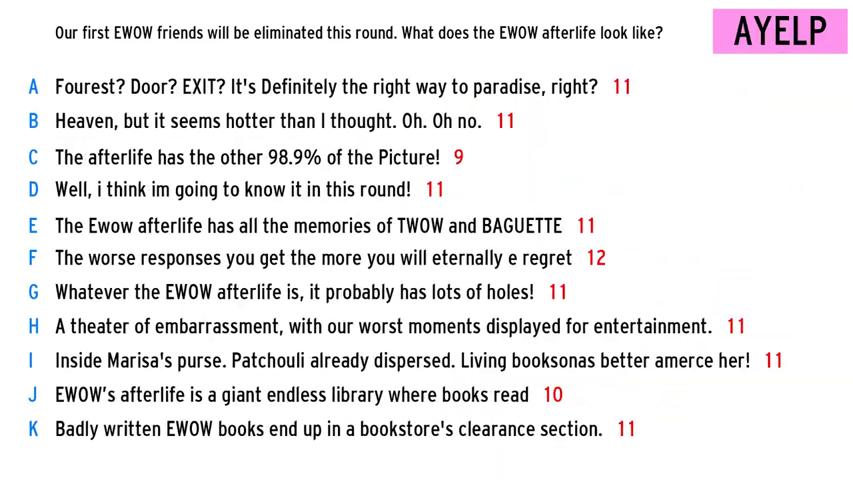 Our first EWOW friends will be eliminated this round. What does the EWOW afterlife look like?
AYELP
A Fourest? Door? EXIT? It's Definitely the right way to paradise, right? 11
B Heaven, but it seems hotter than I thought. Oh. Oh no. 11
C The afterlife has the other 98.9% of the Picture! 9
D Well, i think im going to know it in this round! 11
E The Ewow afterlife has all the memories of TWOW and BAGUETTE 11
F The worse responses you get the more you will eternally e regret 12
G Whatever the EWOW afterlife is, it probably has lots of holes! 11
H A theater of embarrassment, with our worst moments displayed for entertainment. 11
I Inside Marisa's purse. Patchouli already dispersed. Living booksonas better amerce her! 11
J EWOW's afterlife is a giant endless library where books read 10
K Badly written EWOW books end up in a bookstore's clearance section. 11